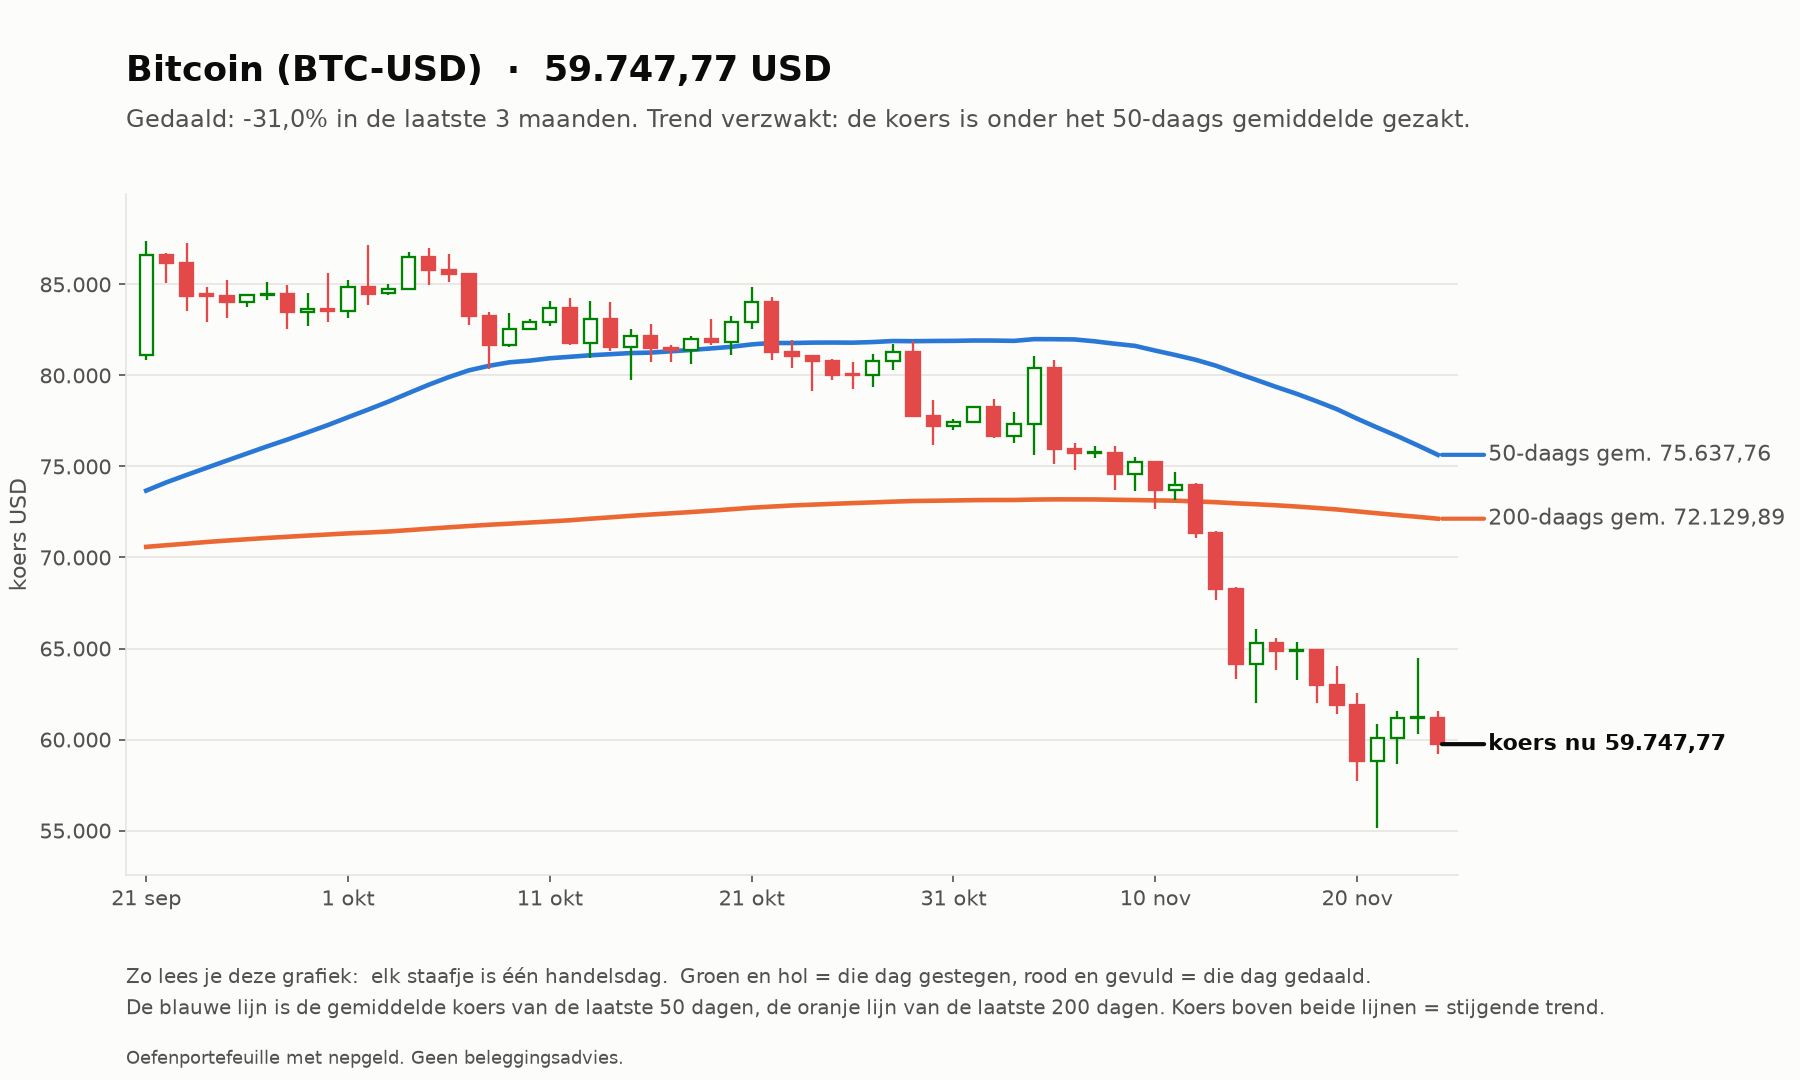 Bitcoin (BTC-USD)  ·  59.747,77 USD
Gedaald: -31,0% in de laatste 3 maanden. Trend verzwakt: de koers is onder het 50-daags gemiddelde gezakt.
koers USD
85.000
80.000
75.000
70.000
65.000
60.000
55.000
50-daags gem. 75.637,76
200-daags gem. 72.129,89
koers nu 59.747,77
21 sep
1 okt
11 okt
21 okt
31 okt
10 nov
20 nov
Zo lees je deze grafiek:  elk staafje is één handelsdag.  Groen en hol = die dag gestegen, rood en gevuld = die dag gedaald.
De blauwe lijn is de gemiddelde koers van de laatste 50 dagen, de oranje lijn van de laatste 200 dagen. Koers boven beide lijnen = stijgende trend.
Oefenportefeuille met nepgeld. Geen beleggingsadvies.